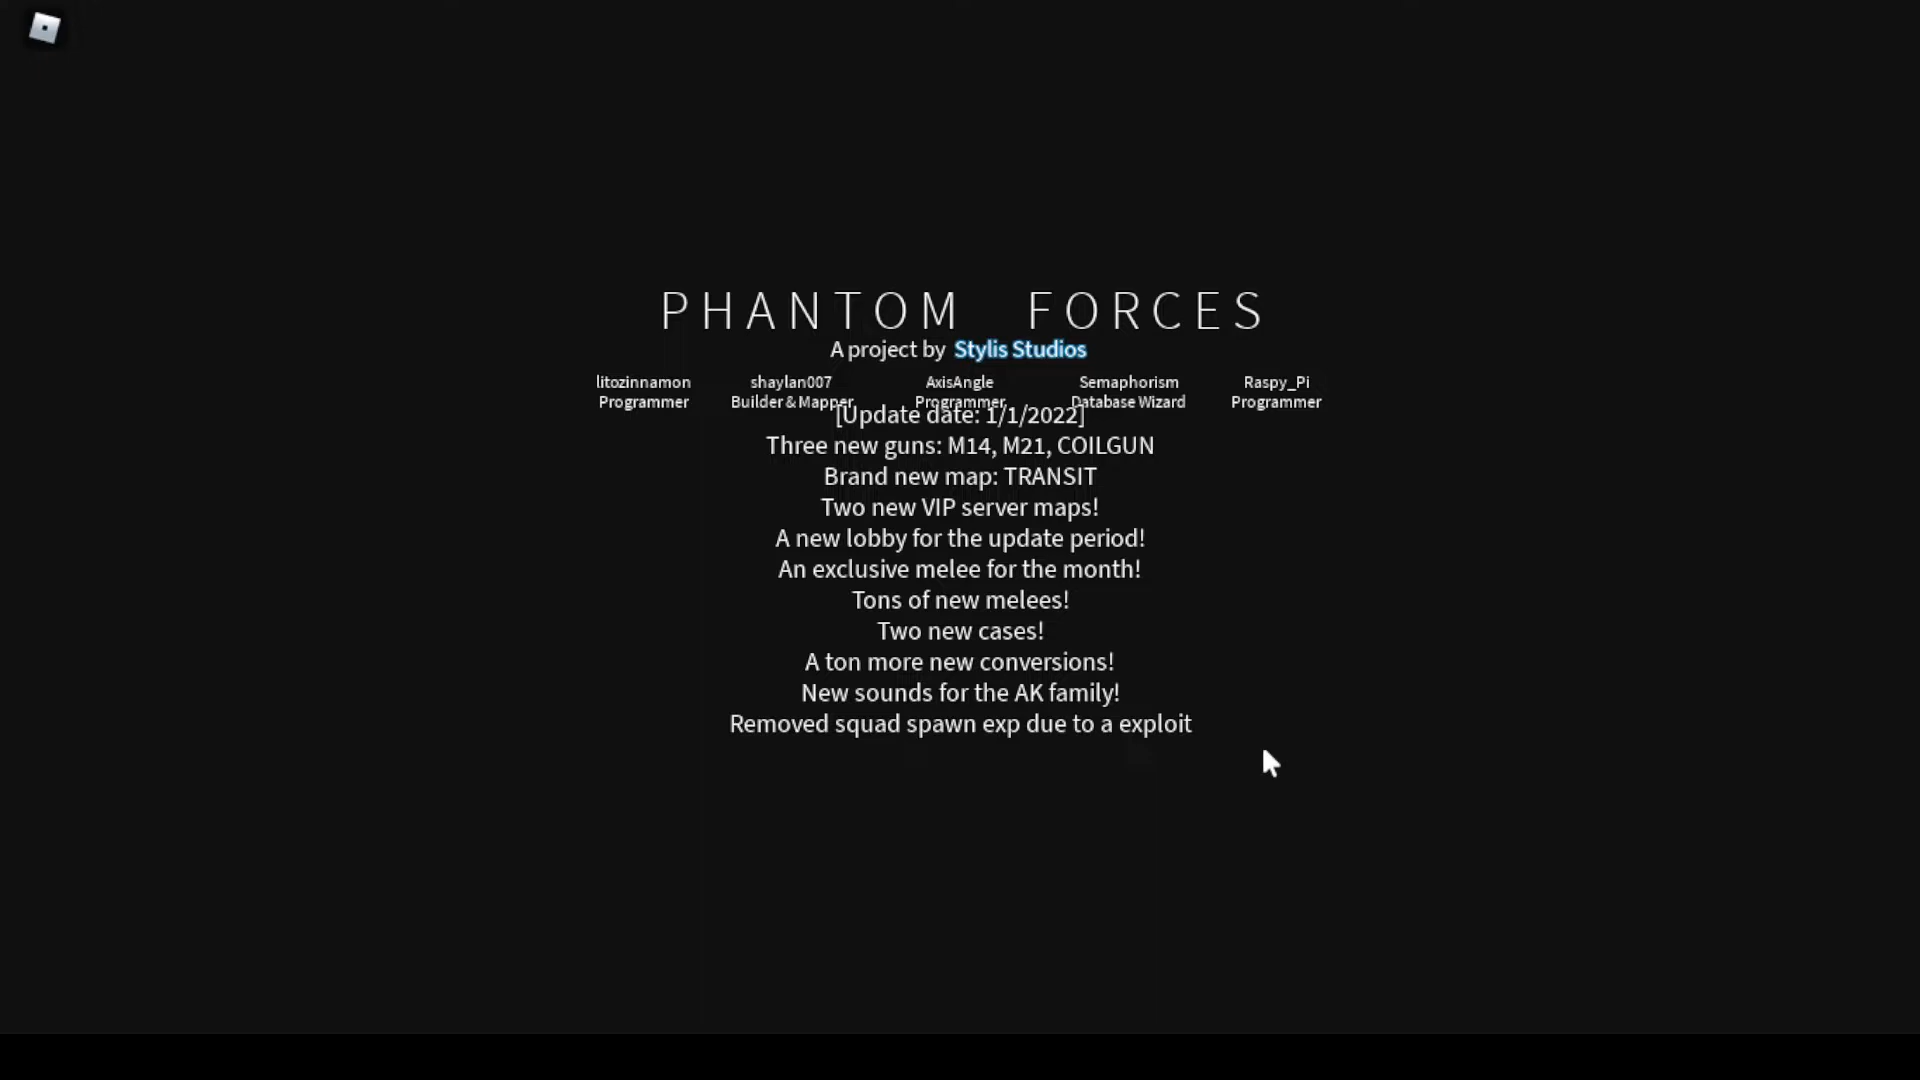 PHANTOM FORCES
A project by Stylis Studios
litozinnamon shaylan007 AxisAngle Semaphorism Raspy_Pi
Programmer Builder & Mapper Programmer Database Wizard Programmer
[Update date: 1/1/2022]
Three new guns: M14, M21, COILGUN
Brand new map: TRANSIT
Two new VIP server maps!
A new lobby for the update period!
An exclusive melee for the month!
Tons of new melees!
Two new cases!
A ton more new conversions!
New sounds for the AK family!
Removed squad spawn exp due to a exploit